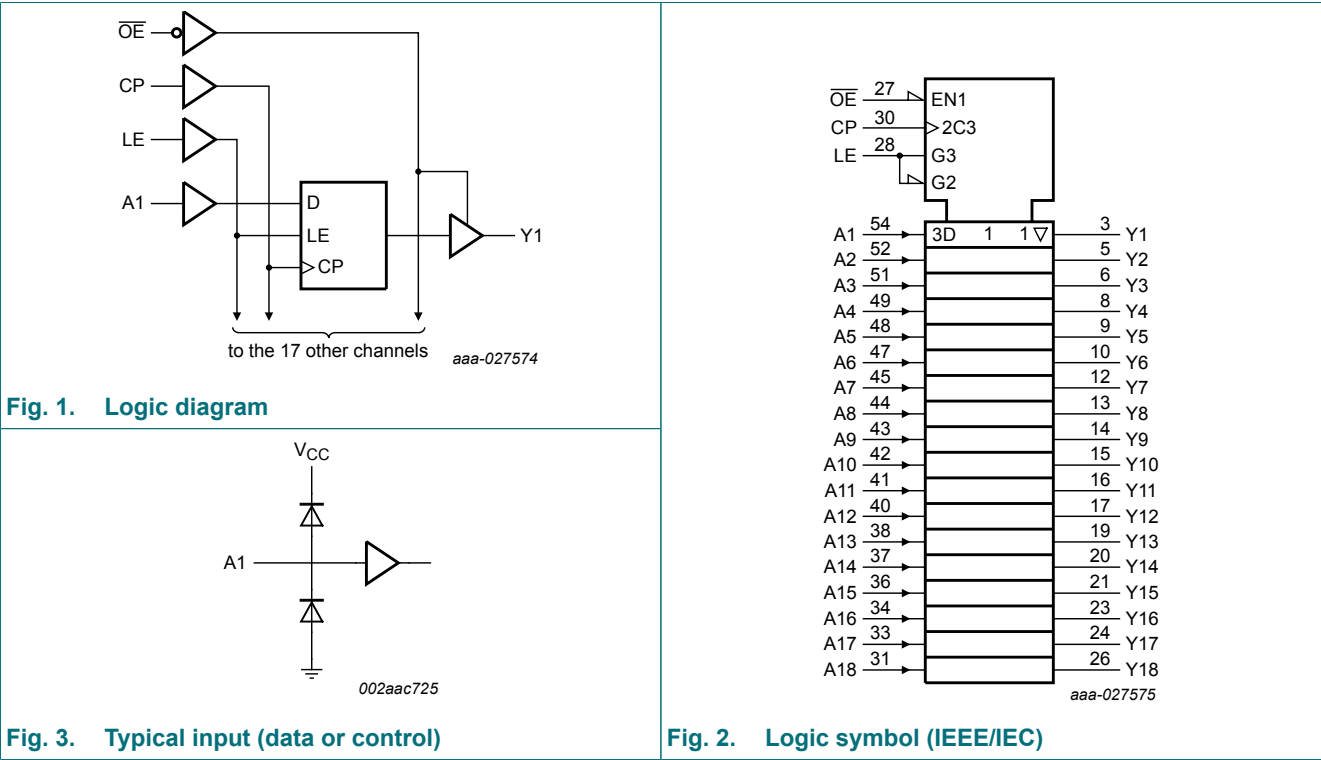 OE
CP
LE
A1
D
LE
CP
Y1
to the 17 other channels
aaa-027574
Fig. 1. Logic diagram
VCC
A1
002aac725
Fig. 3. Typical input (data or control)
OE 27 EN1
CP 30 2C3
LE 28 G3
G2
A1 54 3D 1 1 ▽ 3 Y1
A2 52 5 Y2
A3 51 6 Y3
A4 49 8 Y4
A5 48 9 Y5
A6 47 10 Y6
A7 45 12 Y7
A8 44 13 Y8
A9 43 14 Y9
A10 42 15 Y10
A11 41 16 Y11
A12 40 17 Y12
A13 38 19 Y13
A14 37 20 Y14
A15 36 21 Y15
A16 34 23 Y16
A17 33 24 Y17
A18 31 26 Y18
aaa-027575
Fig. 2. Logic symbol (IEEE/IEC)